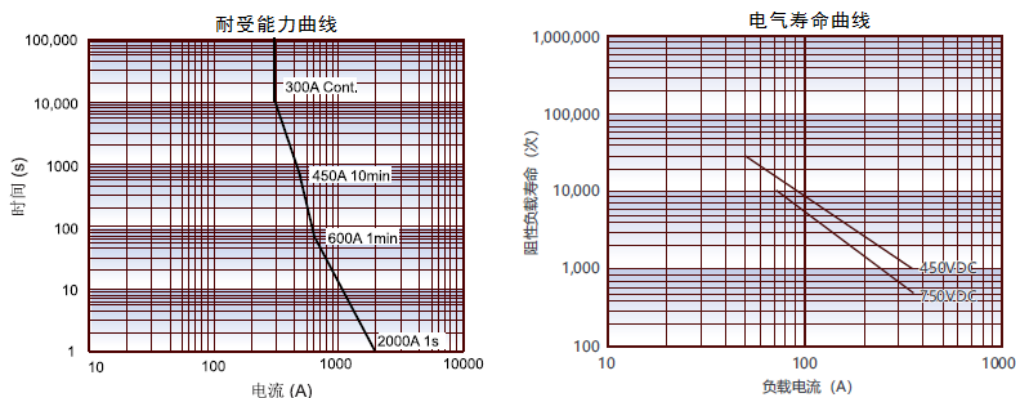 耐受能力曲线
100,000
10,000
1000
100
10
1
时间 (s)
300A Cont.
450A 10min
600A 1min
2000A 1s
10
100
1000
10000
电流 (A)
电气寿命曲线
1,000,000
100,000
10,000
1,000
100
阻性负载寿命（次）
450VDC
750VDC
10
100
1000
负载电流（A）